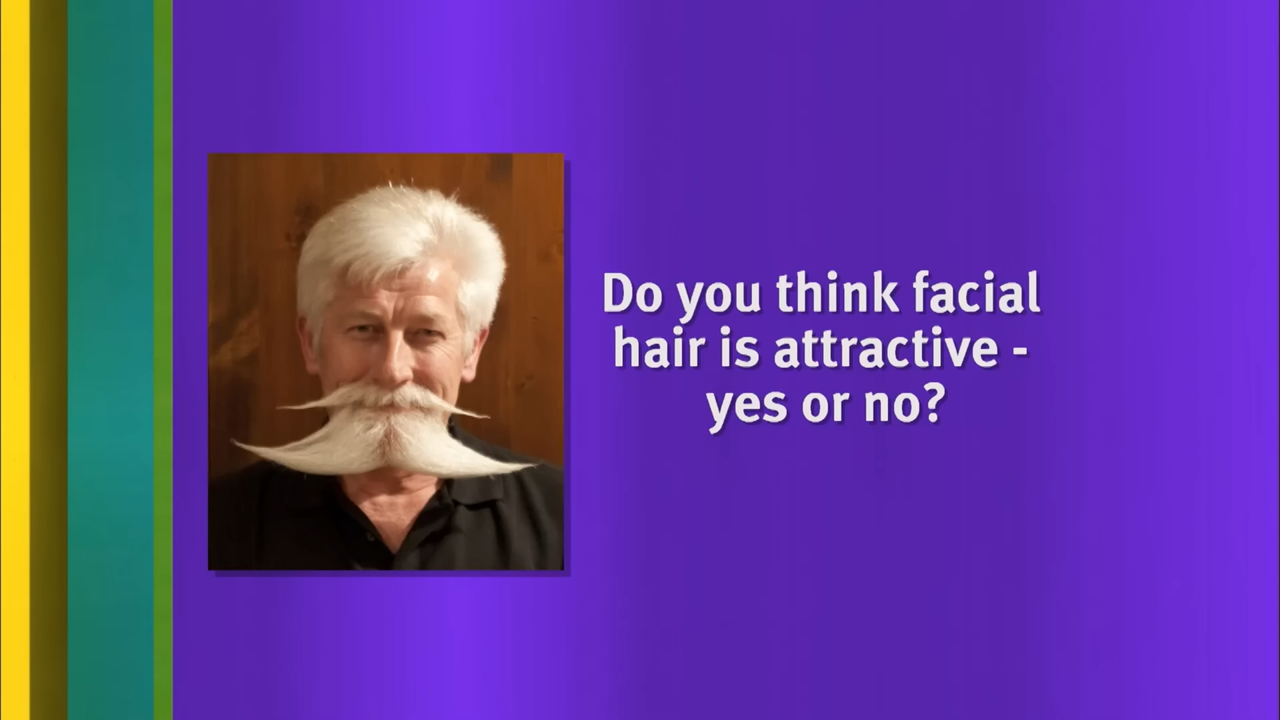 Do you think facial
hair is attractive -
yes or no?